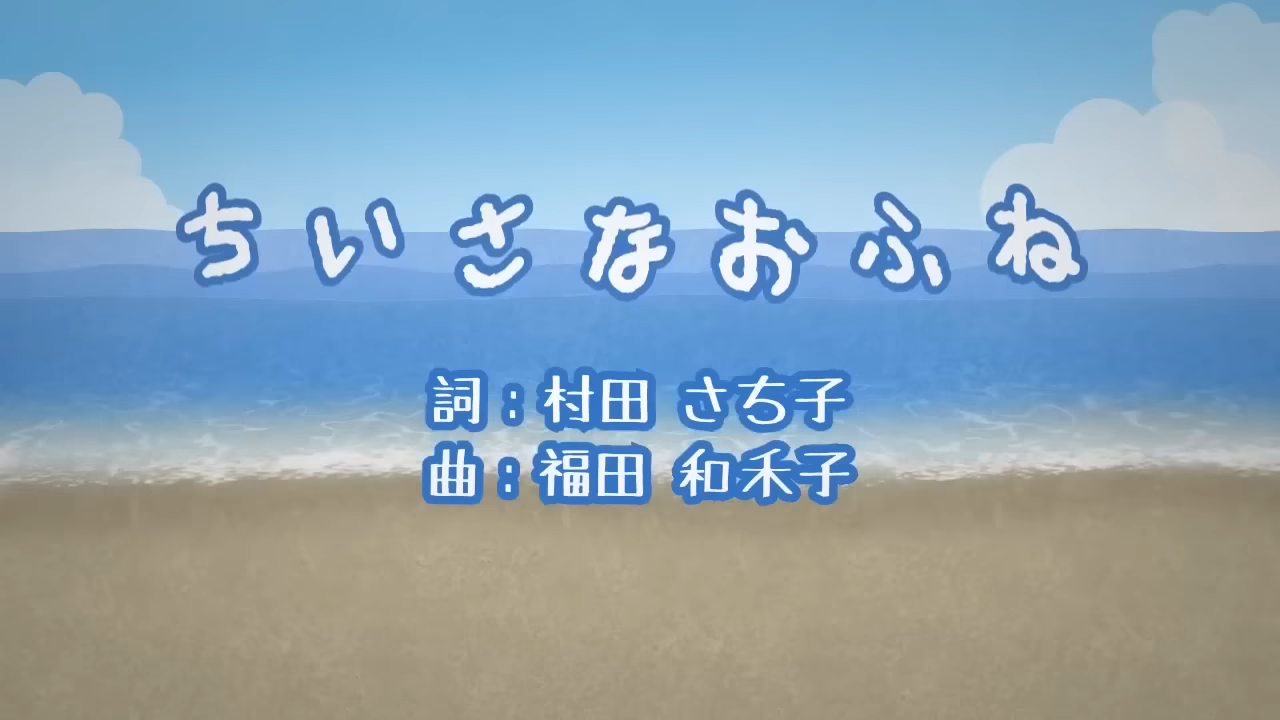 ちいさなおふね
詞：村田 さち子
曲：福田 和禾子